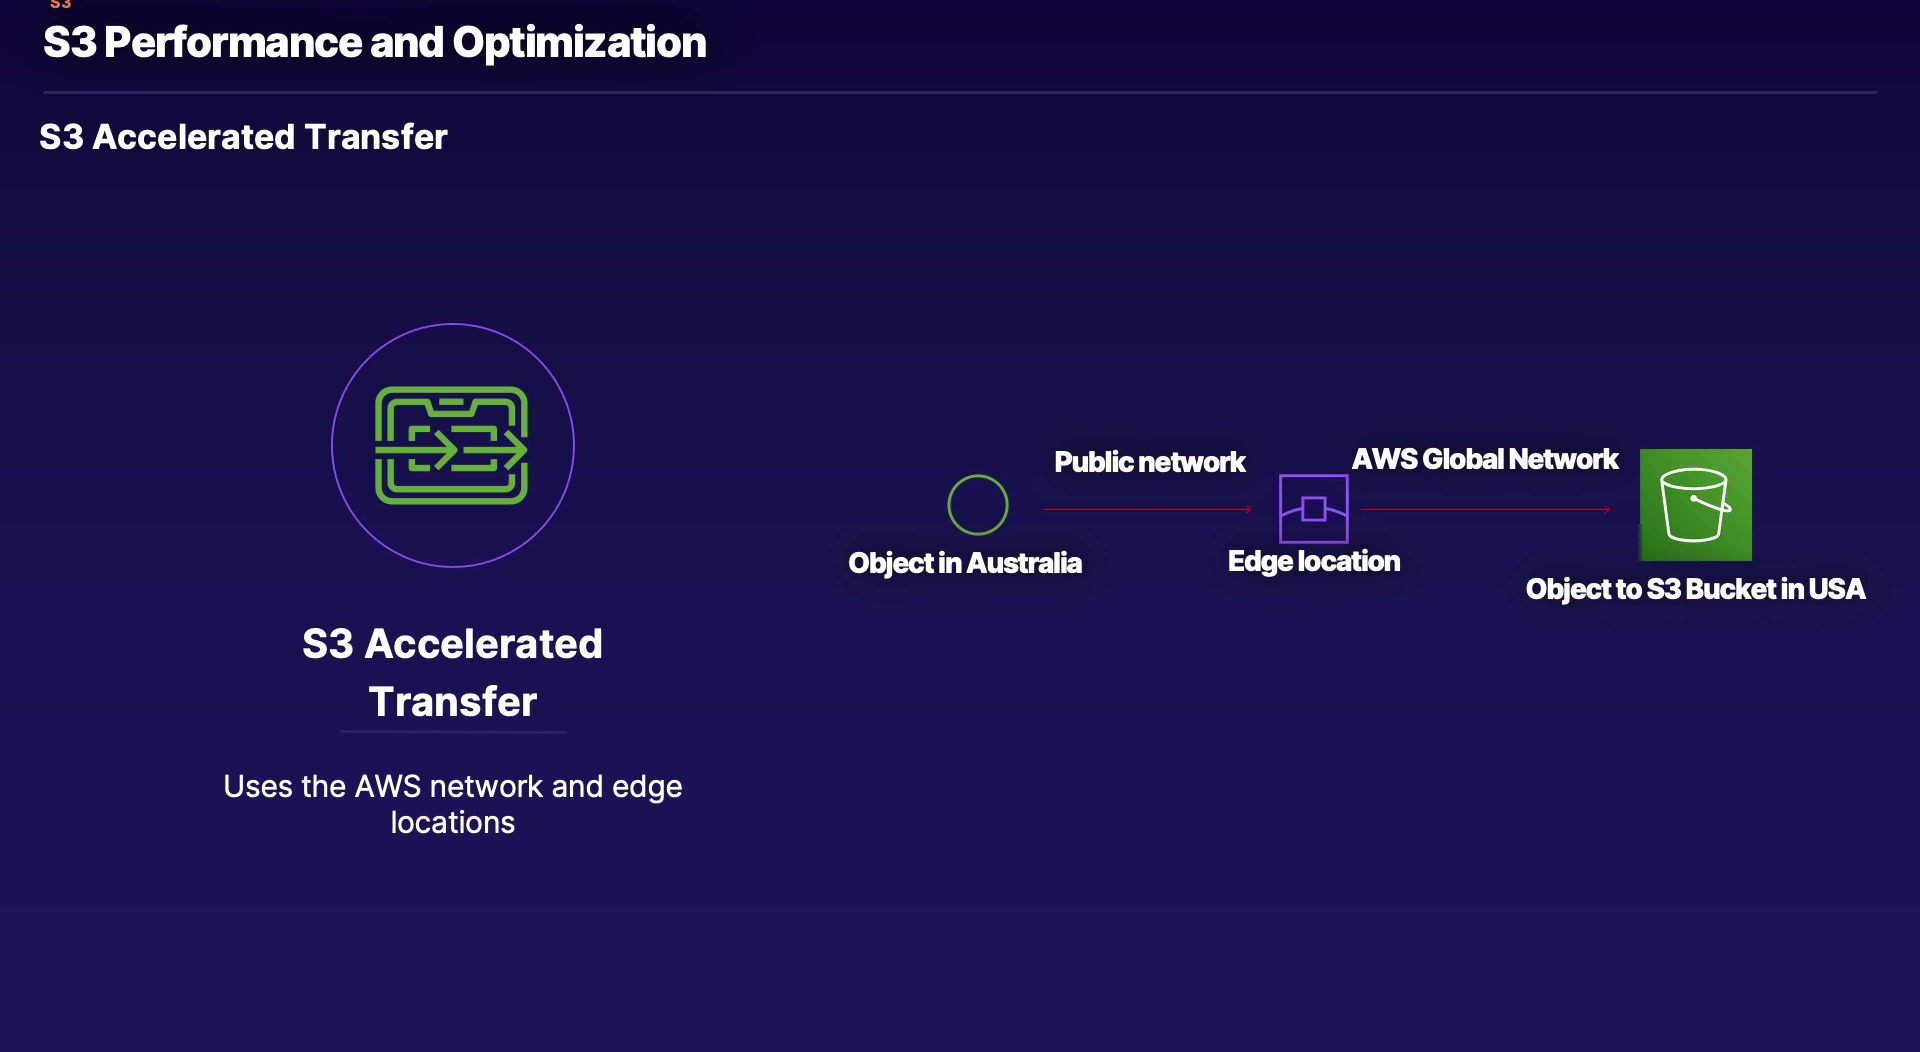 S3
S3 Performance and Optimization
S3 Accelerated Transfer
S3 Accelerated
Transfer
Uses the AWS network and edge
locations
Public network
AWS Global Network
Object in Australia
Edge location
Object to S3 Bucket in USA